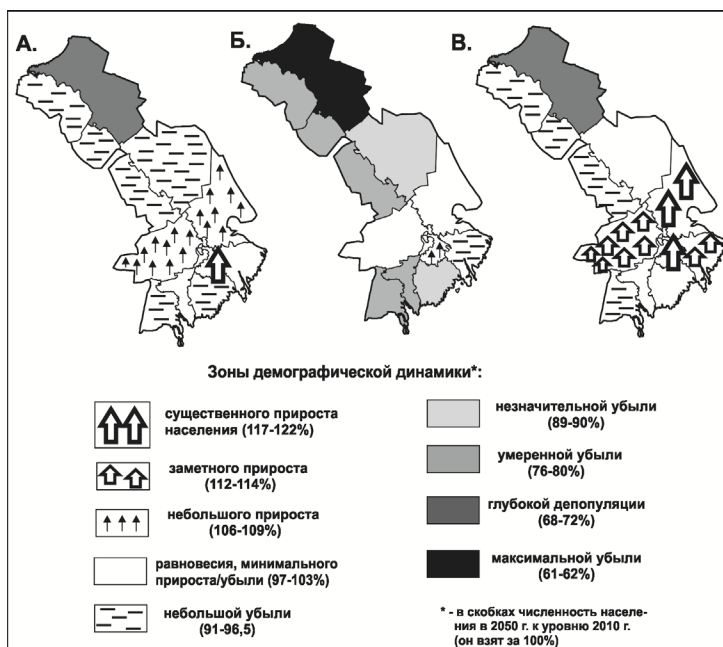 А.
Б.
В.
Зоны демографической динамики*:
существенного прироста
населения (117-122%)
заметного прироста
(112-114%)
небольшого прироста
(106-109%)
равновесия, минимального
прироста/убыли (97-103%)
небольшой убыли
(91-96,5)
незначительной убыли
(89-90%)
умеренной убыли
(76-80%)
глубокой депопуляции
(68-72%)
максимальной убыли
(61-62%)
* - в скобках численность населе-
ния в 2050 г. к уровню 2010 г.
(он взят за 100%)